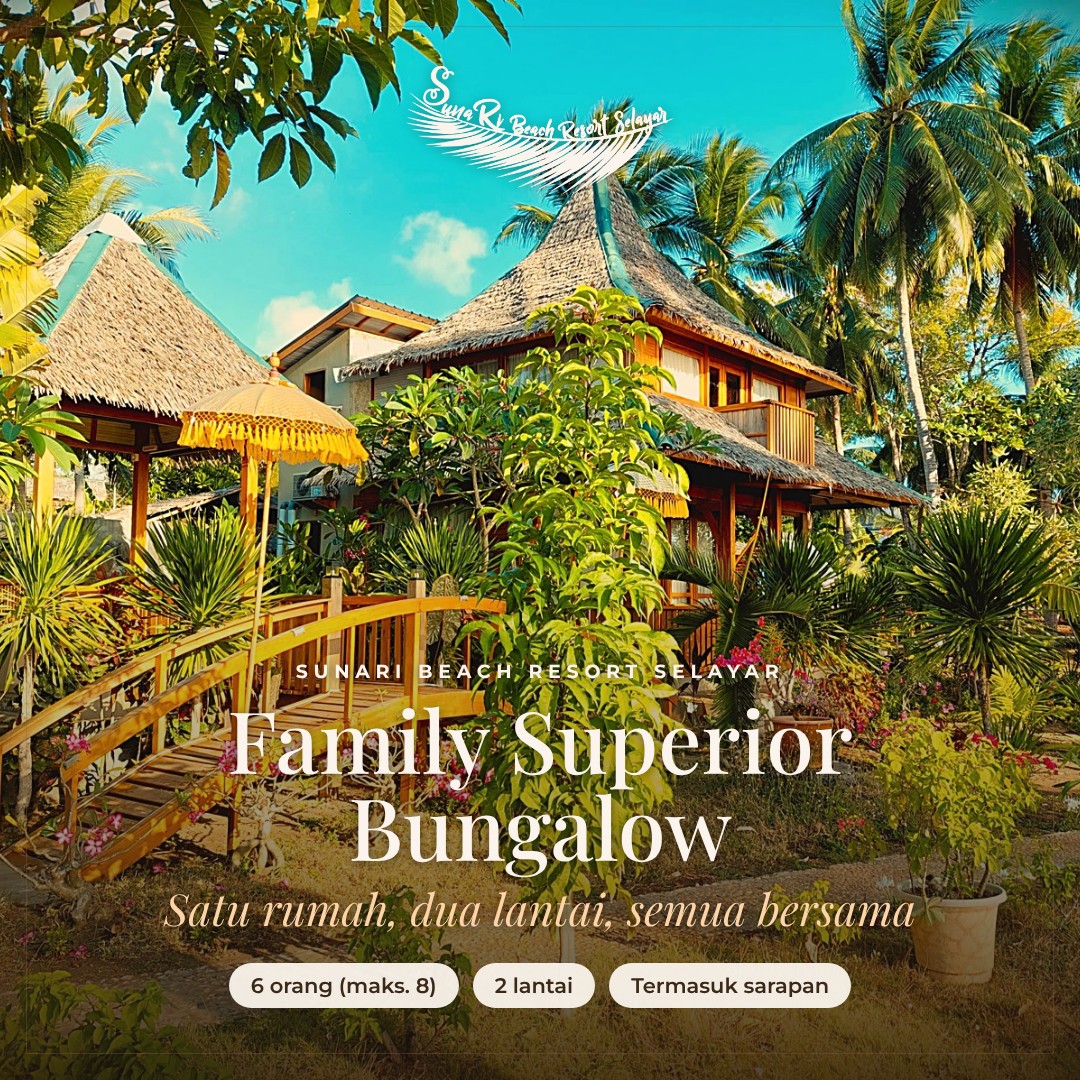 SunaRi Beach Resort Selayar
SUNARI BEACH RESORT SELAYAR
Family Superior
Bungalow
Satu rumah, dua lantai, semua bersama
6 orang (maks. 8)
2 lantai
Termasuk sarapan